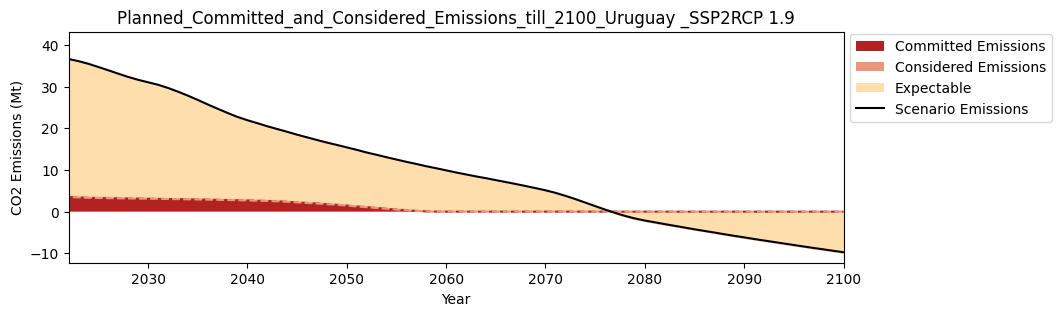 Planned_Committed_and_Considered_Emissions_till_2100_Uruguay _SSP2RCP 1.9
CO2 Emissions (Mt)
40
30
20
10
0
−10
2030 2040 2050 2060 2070 2080 2090 2100
Year
Committed Emissions
Considered Emissions
Expectable
Scenario Emissions